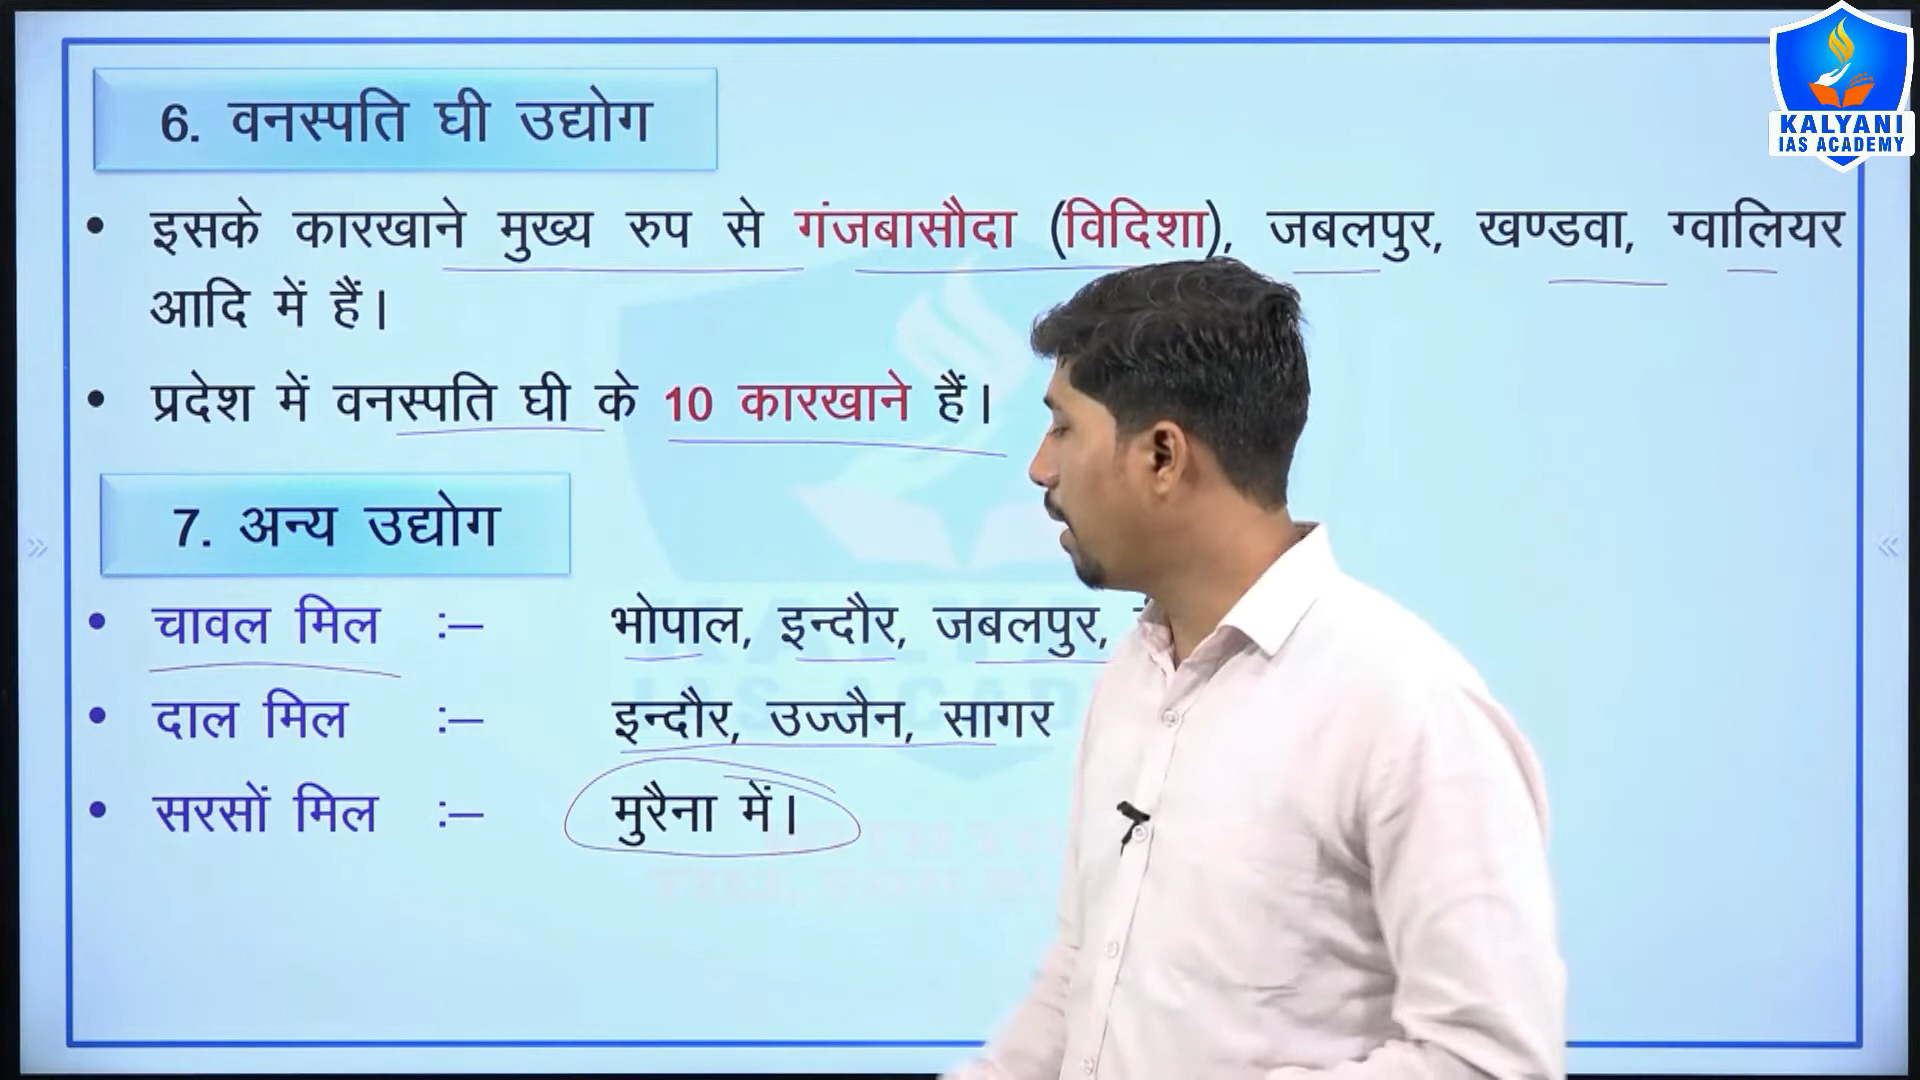 KALYANI
IAS ACADEMY
6. वनस्पति घी उद्योग
• इसके कारखाने मुख्य रुप से गंजबासौदा (विदिशा), जबलपुर, खण्डवा, ग्वालियर
आदि में हैं।
• प्रदेश में वनस्पति घी के 10 कारखाने हैं।
7. अन्य उद्योग
• चावल मिल :– भोपाल, इन्दौर, जबलपुर,
• दाल मिल :– इन्दौर, उज्जैन, सागर
• सरसों मिल :– मुरैना में।